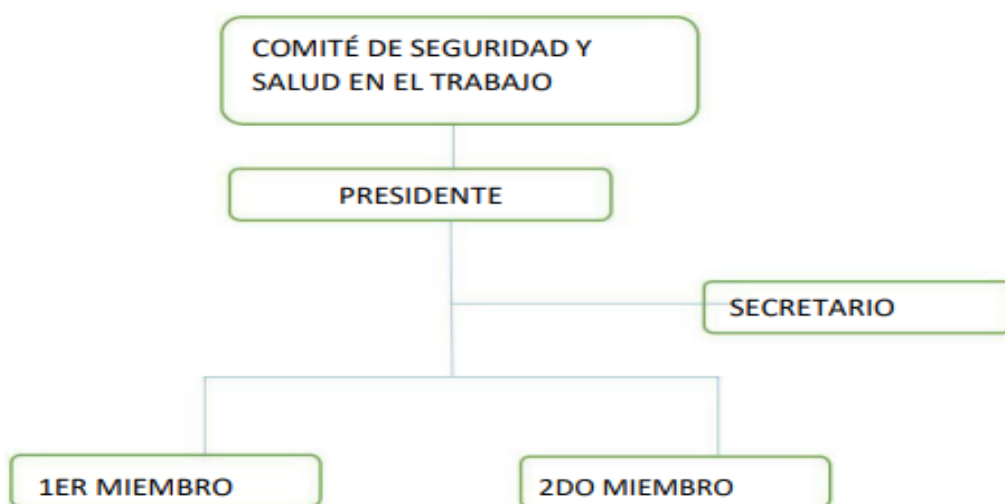 COMITÉ DE SEGURIDAD Y
SALUD EN EL TRABAJO
PRESIDENTE
SECRETARIO
1ER MIEMBRO
2DO MIEMBRO